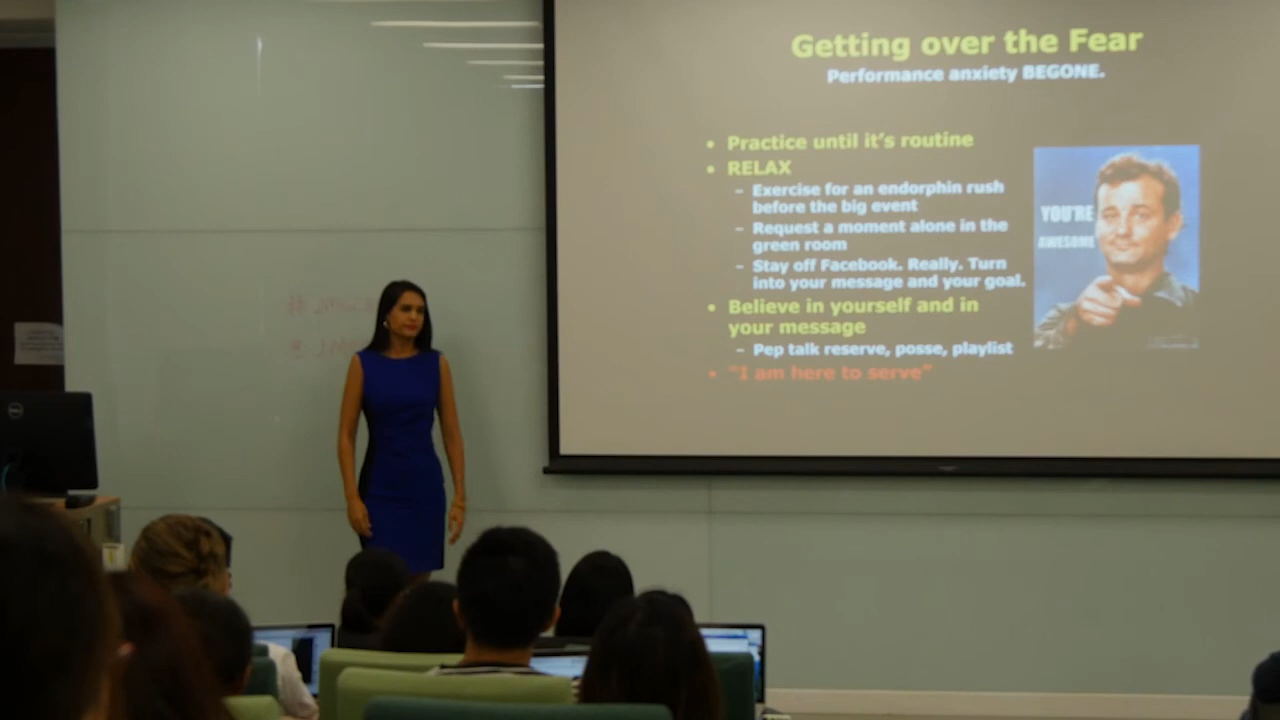 Getting over the Fear
Performance anxiety BEGONE.
• Practice until it's routine
• RELAX
– Exercise for an endorphin rush
before the big event
– Request a moment alone in the
green room
– Stay off Facebook. Really. Turn
into your message and your goal.
• Believe in yourself and in
your message
– Pep talk reserve, posse, playlist
• "I am here to serve"
YOU'RE
AWESOME
DELL